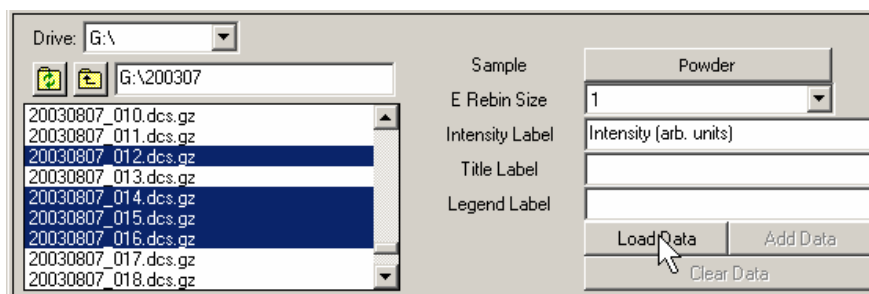 Drive: G:\
G:\200307
20030807_010.dcs.gz
20030807_011.dcs.gz
20030807_012.dcs.gz
20030807_013.dcs.gz
20030807_014.dcs.gz
20030807_015.dcs.gz
20030807_016.dcs.gz
20030807_017.dcs.gz
20030807_018.dcs.gz
Sample Powder
E Rebin Size 1
Intensity Label Intensity (arb. units)
Title Label
Legend Label
Load Data Add Data
Clear Data